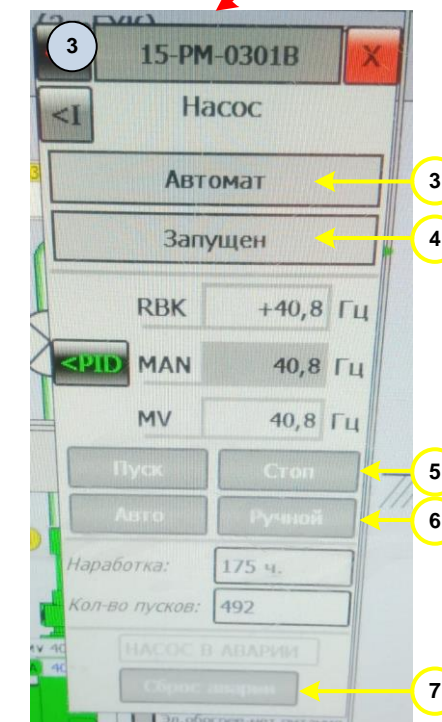 3
15-PM-0301B
X
<I
Насос
Автомат
3
Запущен
4
RBK +40,8 Гц
<PID MAN 40,8 Гц
MV 40,8 Гц
Пуск Стоп
5
Авто Ручной
6
Наработка: 175 ч.
Кол-во пусков: 492
НАСОС В АВАРИИ
Сброс аварии
7